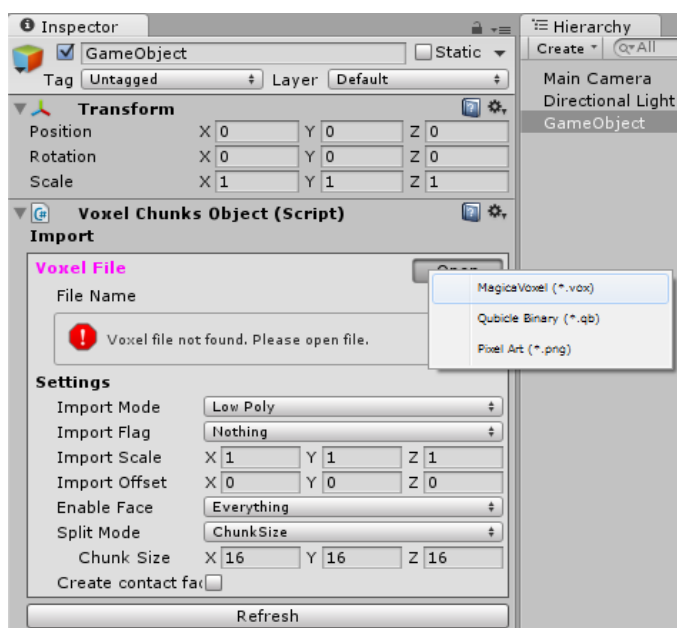 Inspector
Hierarchy
GameObject
Static
Create
All
Tag Untagged Layer Default
Main Camera
Directional Light
GameObject
Transform
Position X 0 Y 0 Z 0
Rotation X 0 Y 0 Z 0
Scale X 1 Y 1 Z 1
Voxel Chunks Object (Script)
Import
Voxel File
File Name
MagicaVoxel (*.vox)
Qubicle Binary (*.qb)
Pixel Art (*.png)
Voxel file not found. Please open file.
Settings
Import Mode Low Poly
Import Flag Nothing
Import Scale X 1 Y 1 Z 1
Import Offset X 0 Y 0 Z 0
Enable Face Everything
Split Mode ChunkSize
Chunk Size X 16 Y 16 Z 16
Create contact fac
Refresh